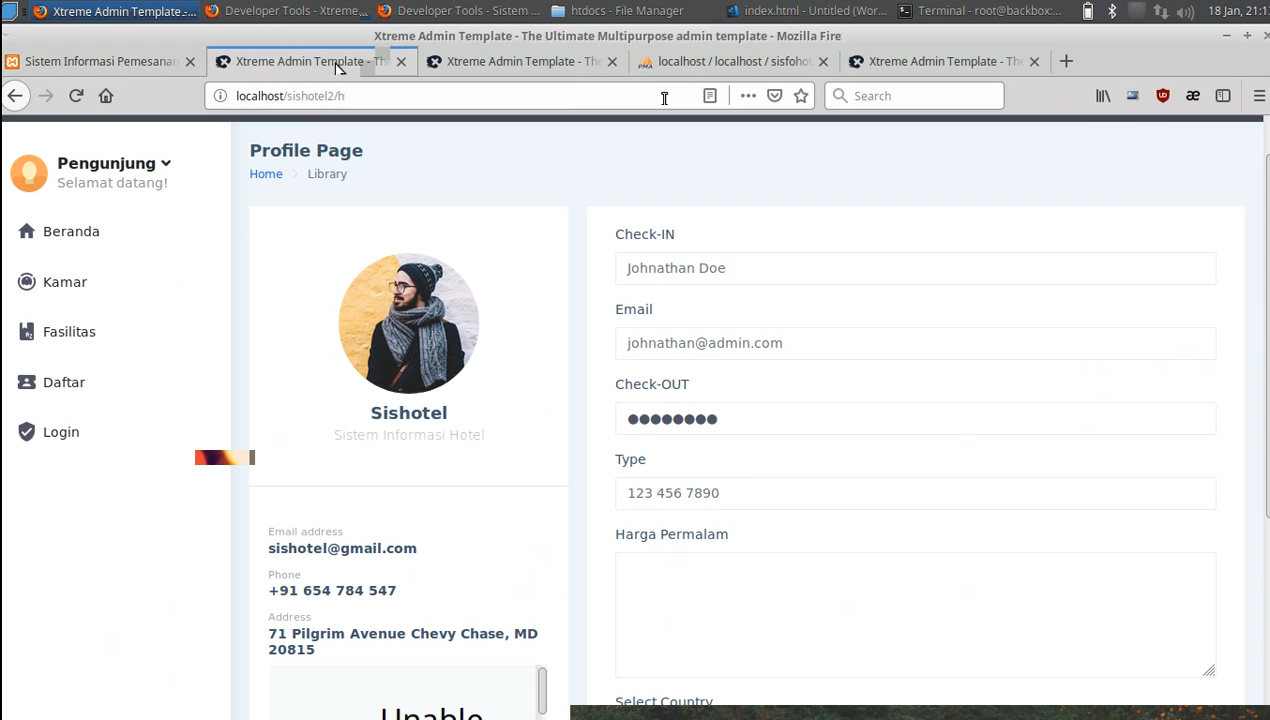 Xtreme Admin Template-...
Developer Tools - Xtreme...
Developer Tools - Sistem ...
htdocs - File Manager
index.html - Untitled (Wor...
Terminal - root@backbox:...
18 Jan, 21:1
Xtreme Admin Template - The Ultimate Multipurpose admin template - Mozilla Fire
Sistem Informasi Pemesanan
Xtreme Admin Template - Th
Xtreme Admin Template - The
localhost / localhost / sisfohot
Xtreme Admin Template - The
localhost/sishotel2/h
Search
Pengunjung
Selamat datang!
Beranda
Kamar
Fasilitas
Daftar
Login
Profile Page
Home
Library
Sishotel
Sistem Informasi Hotel
Email address
sishotel@gmail.com
Phone
+91 654 784 547
Address
71 Pilgrim Avenue Chevy Chase, MD
20815
Unable
Check-IN
Johnathan Doe
Email
johnathan@admin.com
Check-OUT
●●●●●●●●
Type
123 456 7890
Harga Permalam
Select Country